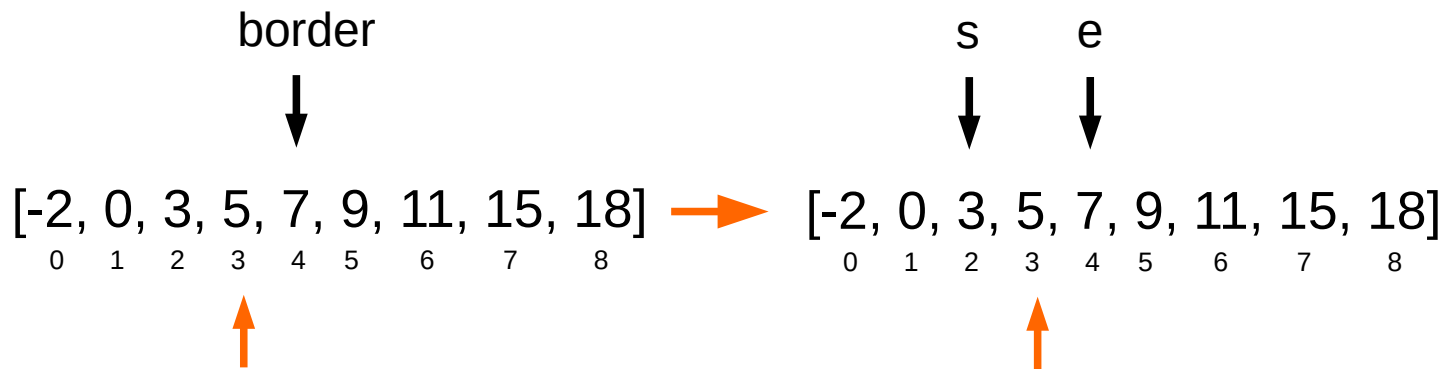 border
s e
[-2, 0, 3, 5, 7, 9, 11, 15, 18] [-2, 0, 3, 5, 7, 9, 11, 15, 18]
0 1 2 3 4 5 6 7 8 0 1 2 3 4 5 6 7 8